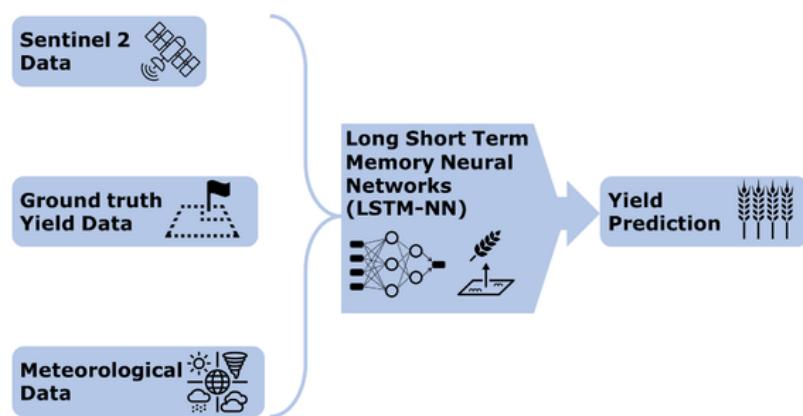 Sentinel 2
Data
Ground truth
Yield Data
Meteorological
Data
Long Short Term
Memory Neural
Networks
(LSTM-NN)
Yield
Prediction